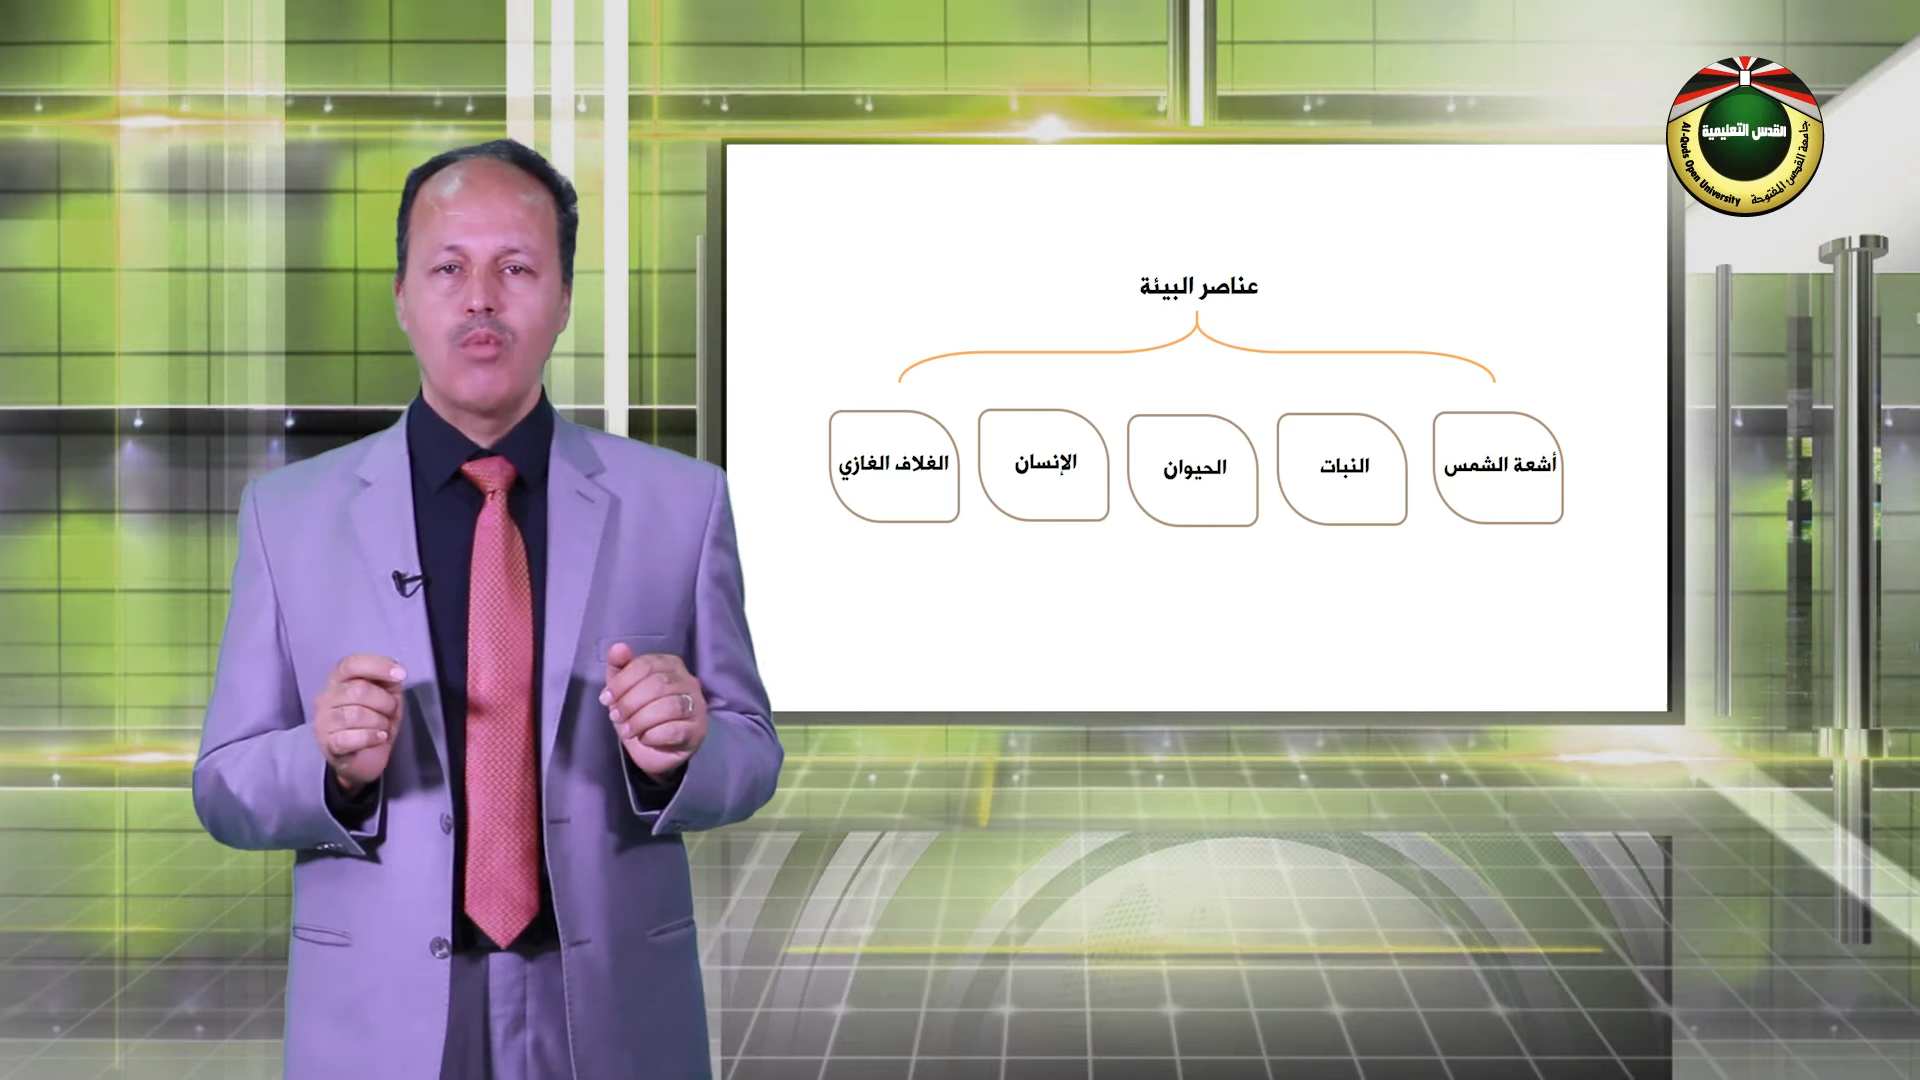 عناصر البيئة
أشعة الشمس
النبات
الحيوان
الإنسان
الغلاف الغازي
القدس التعليمية
جامعة القدس المفتوحة
Al-Quds Open University